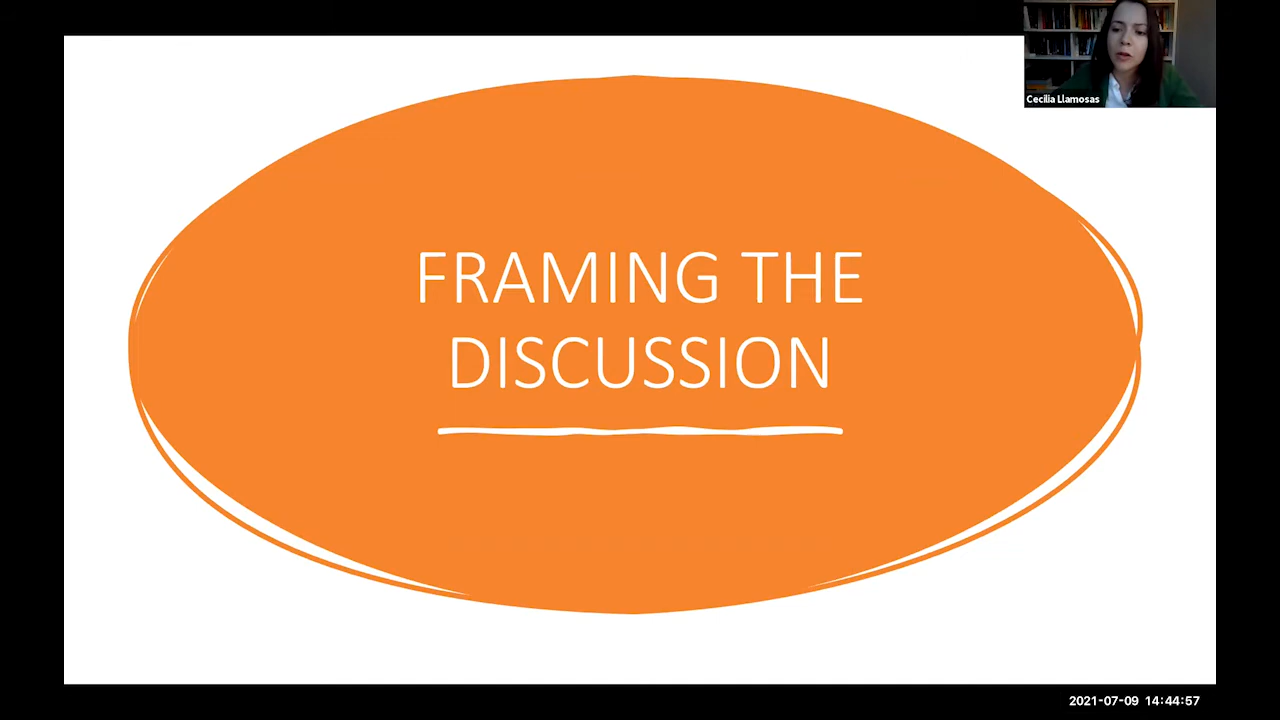 Cecilia Llamosas
FRAMING THE
DISCUSSION
2021-07-09 14:44:57